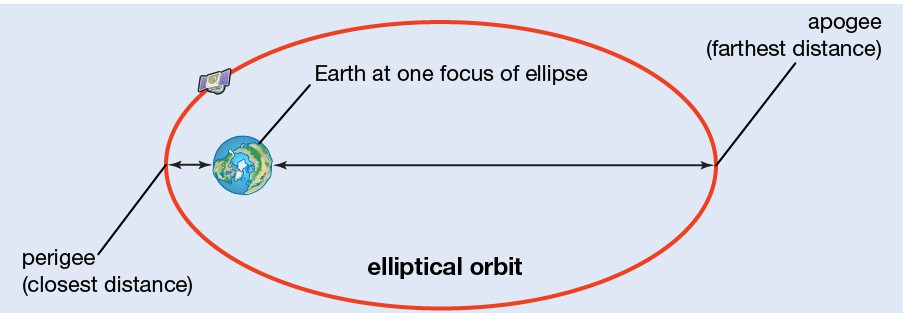 apogee
(farthest distance)
Earth at one focus of ellipse
perigee
(closest distance)
elliptical orbit